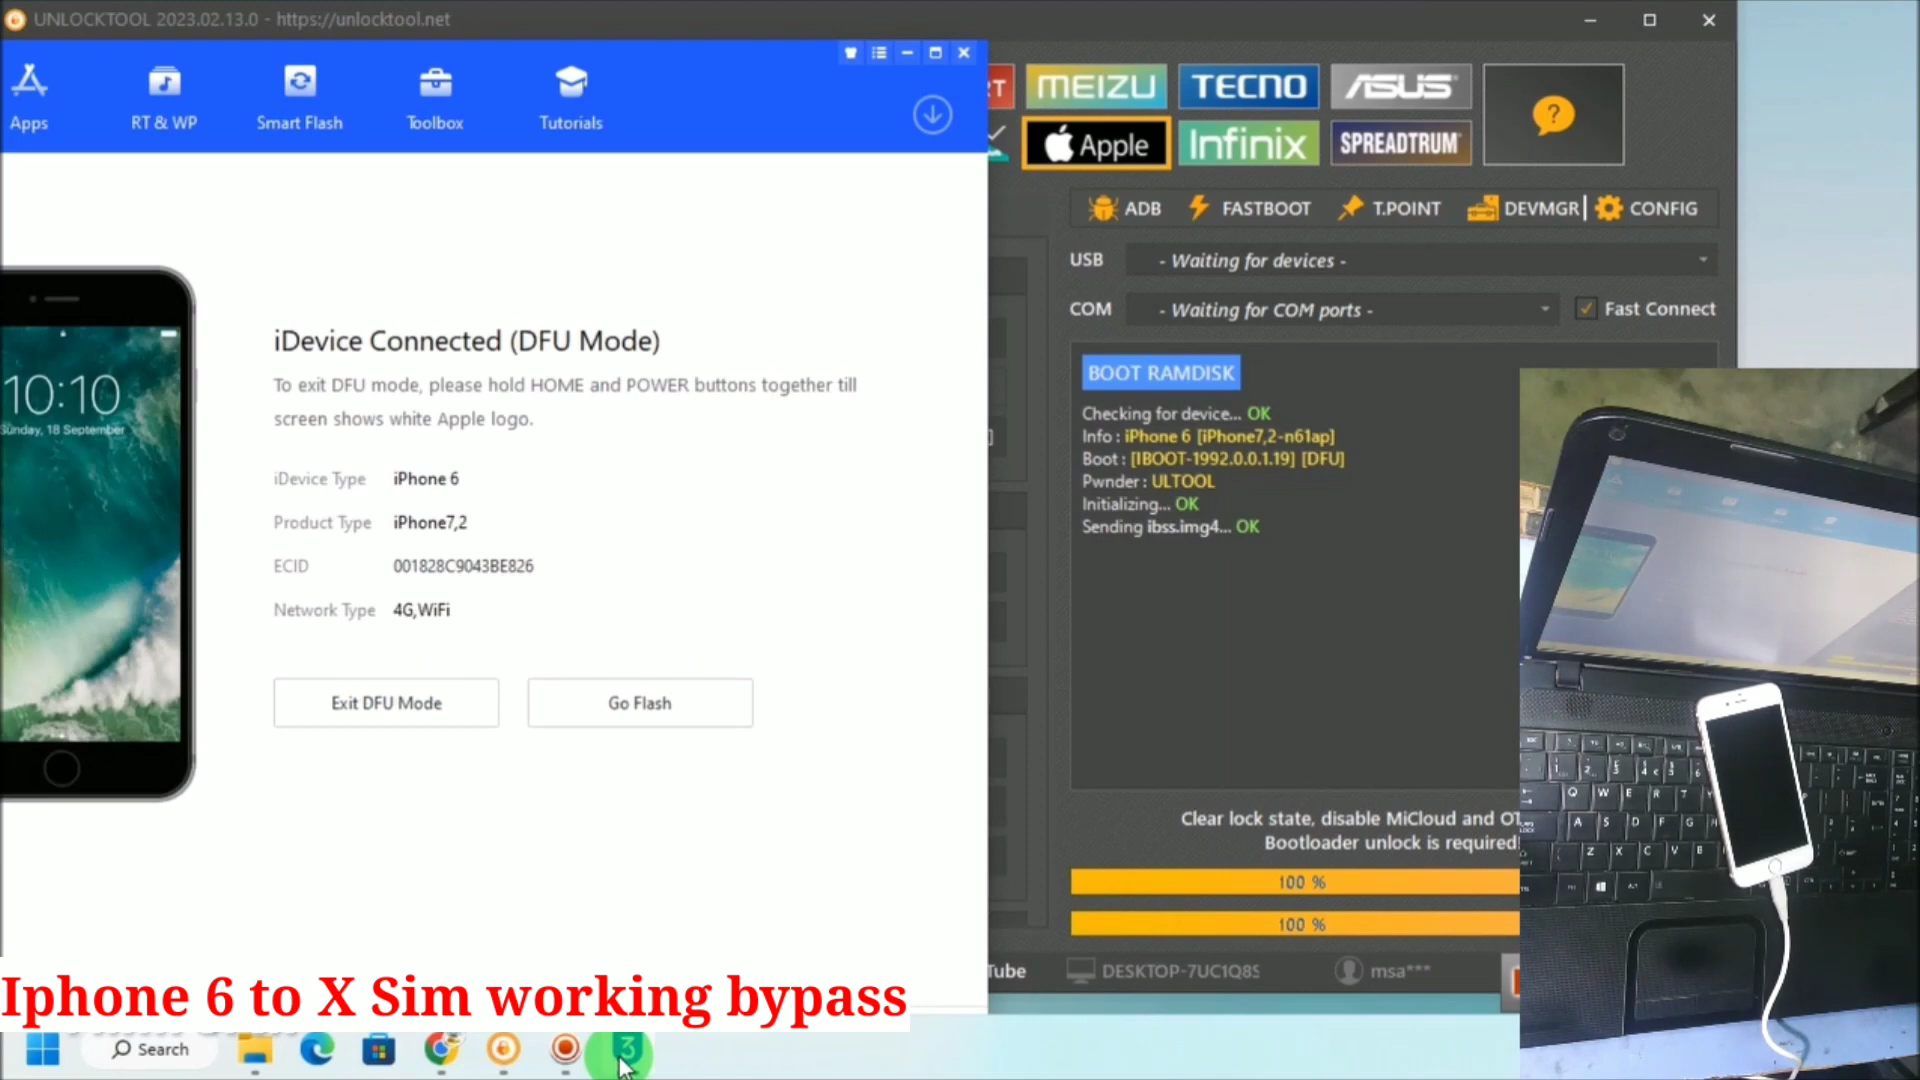 UNLOCKTOOL 2023.02.13.0 - https://unlocktool.net
Apps
RT & WP
Smart Flash
Toolbox
Tutorials
MEIZU
TECNO
ASUS
?
Apple
Infinix
SPREADTRUM
ADB
FASTBOOT
T.POINT
DEVMGR
CONFIG
USB
- Waiting for devices -
COM
- Waiting for COM ports -
Fast Connect
10:10
Sunday, 18 September
iDevice Connected (DFU Mode)
To exit DFU mode, please hold HOME and POWER buttons together till
screen shows white Apple logo.
iDevice Type iPhone 6
Product Type iPhone7,2
ECID 001828C9043BE826
Network Type 4G,WiFi
Exit DFU Mode
Go Flash
BOOT RAMDISK
Checking for device... OK
Info : iPhone 6 [iPhone7,2-n61ap]
Boot : [IBOOT-1992.0.0.1.19] [DFU]
Pwnder : ULTOOL
Initializing... OK
Sending ibss.img4... OK
Clear lock state, disable MiCloud and OT
Bootloader unlock is required
100 %
100 %
Tube
DESKTOP-7UC1Q8S
msa***
Iphone 6 to X Sim working bypass
Search
3